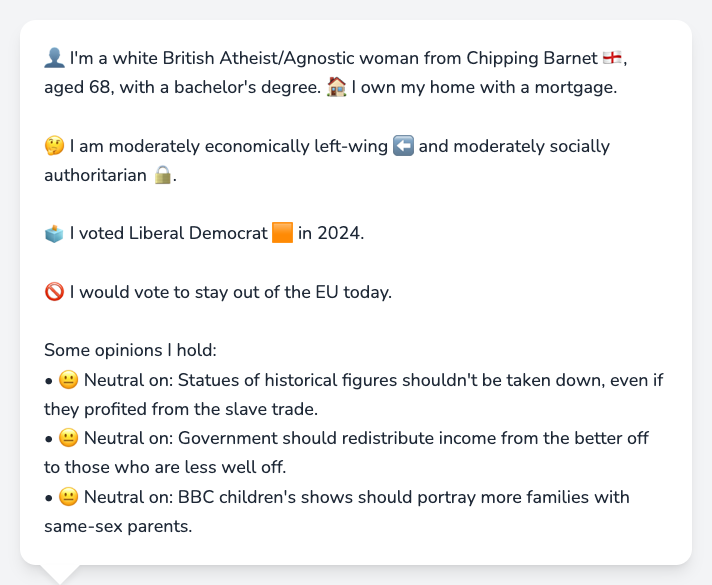 👤 I'm a white British Atheist/Agnostic woman from Chipping Barnet 🏴󠁧󠁢󠁥󠁮󠁧󠁿,
aged 68, with a bachelor's degree. 🏠 I own my home with a mortgage.
🤔 I am moderately economically left-wing ⬅️ and moderately socially
authoritarian 🔒.
🗳️ I voted Liberal Democrat 🟧 in 2024.
🚫 I would vote to stay out of the EU today.
Some opinions I hold:
• 😐 Neutral on: Statues of historical figures shouldn't be taken down, even if
they profited from the slave trade.
• 😐 Neutral on: Government should redistribute income from the better off
to those who are less well off.
• 😐 Neutral on: BBC children's shows should portray more families with
same-sex parents.